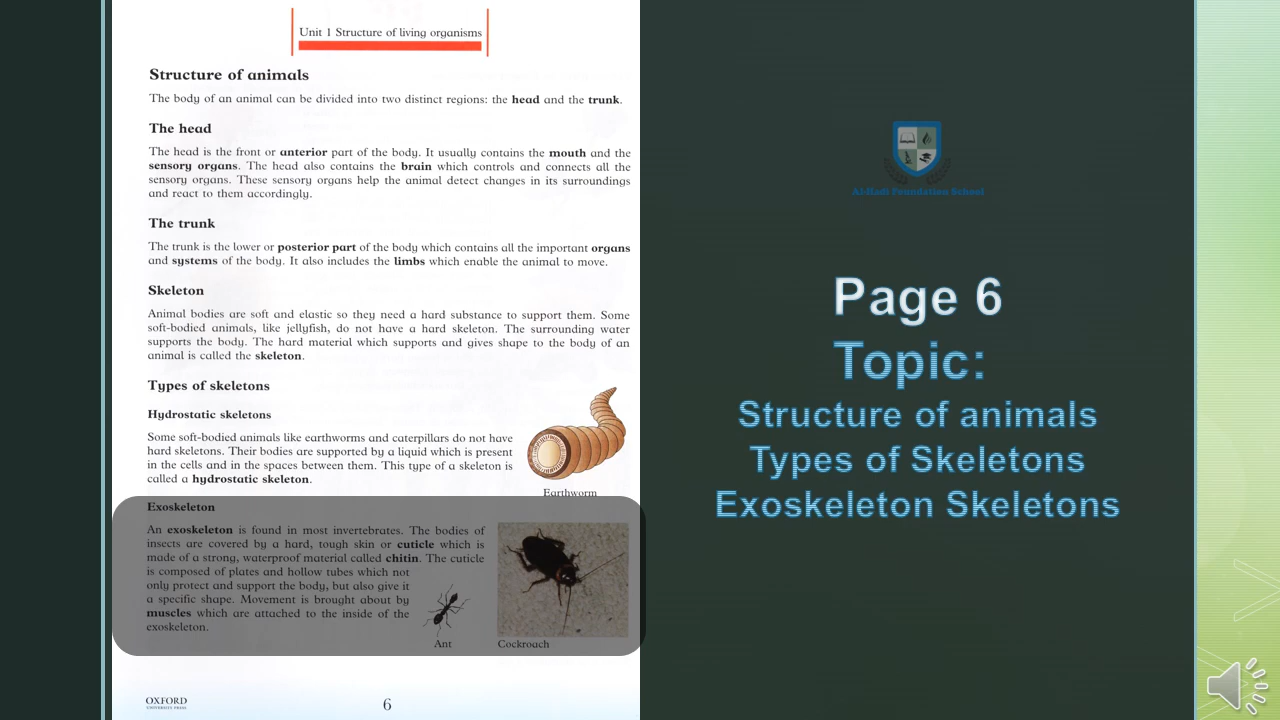 Unit 1 Structure of living organisms
Structure of animals
The body of an animal can be divided into two distinct regions: the head and the trunk.
The head
The head is the front or anterior part of the body. It usually contains the mouth and the
sensory organs. The head also contains the brain which controls and connects all the
sensory organs. These sensory organs help the animal detect changes in its surroundings
and react to them accordingly.
The trunk
The trunk is the lower or posterior part of the body which contains all the important organs
and systems of the body. It also includes the limbs which enable the animal to move.
Skeleton
Animal bodies are soft and elastic so they need a hard substance to support them. Some
soft-bodied animals, like jellyfish, do not have a hard skeleton. The surrounding water
supports the body. The hard material which supports and gives shape to the body of an
animal is called the skeleton.
Types of skeletons
Hydrostatic skeletons
Some soft-bodied animals like earthworms and caterpillars do not have
hard skeletons. Their bodies are supported by a liquid which is present
in the cells and in the spaces between them. This type of a skeleton is
called a hydrostatic skeleton.
Earthworm
Exoskeleton
An exoskeleton is found in most invertebrates. The bodies of
insects are covered by a hard, tough skin or cuticle which is
made of a strong, waterproof material called chitin. The cuticle
is composed of plates and hollow tubes which not
only protect and support the body, but also give it
a specific shape. Movement is brought about by
muscles which are attached to the inside of the
exoskeleton.
Ant
Cockroach
OXFORD
UNIVERSITY PRESS
6
Foundation School
Page 6
Topic:
Structure of animals
Types of Skeletons
Exoskeleton Skeletons